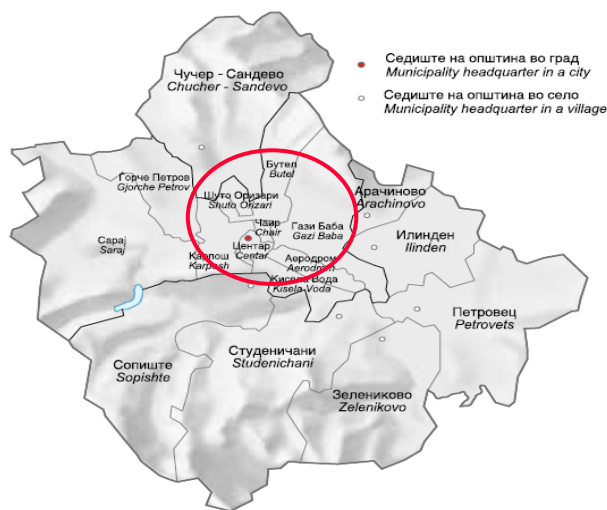 Седиште на општина во град
Municipality headquarter in a city
Седиште на општина во село
Municipality headquarter in a village
Чучер - Сандево
Chucher - Sandevo
Бутел
Butel
Ѓорче Петров
Gjorche Petrov
Шуто Оризари
Shuto Orizari
Арачиново
Arachinovo
Чаир
Chair
Гази Баба
Gazi Baba
Илинден
Ilinden
Сарај
Saraj
Центар
Centar
Карпош
Karposh
Аеродром
Aerodrom
Кисела Вода
Kisela Voda
Петровец
Petrovets
Студеничани
Studenichani
Сопиште
Sopishte
Зелениково
Zelenikovo